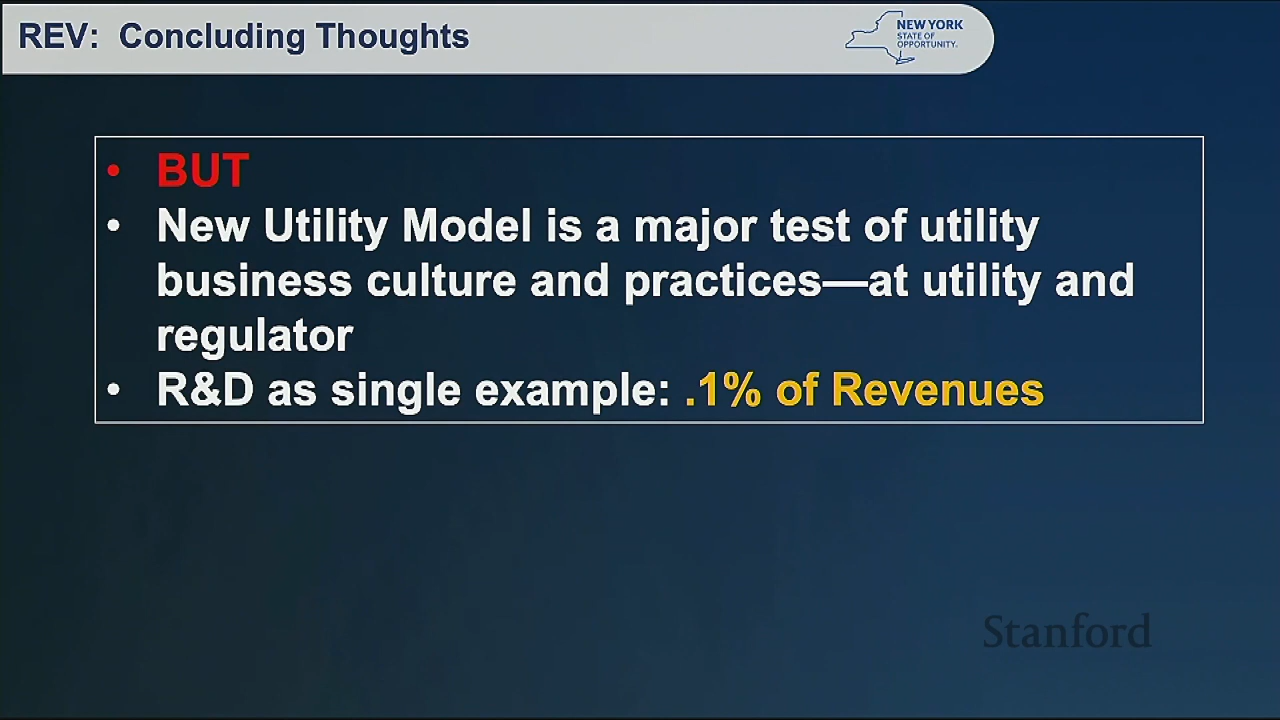 REV: Concluding Thoughts
NEW YORK
STATE OF
OPPORTUNITY.
• BUT
• New Utility Model is a major test of utility
business culture and practices—at utility and
regulator
• R&D as single example: .1% of Revenues
Stanford